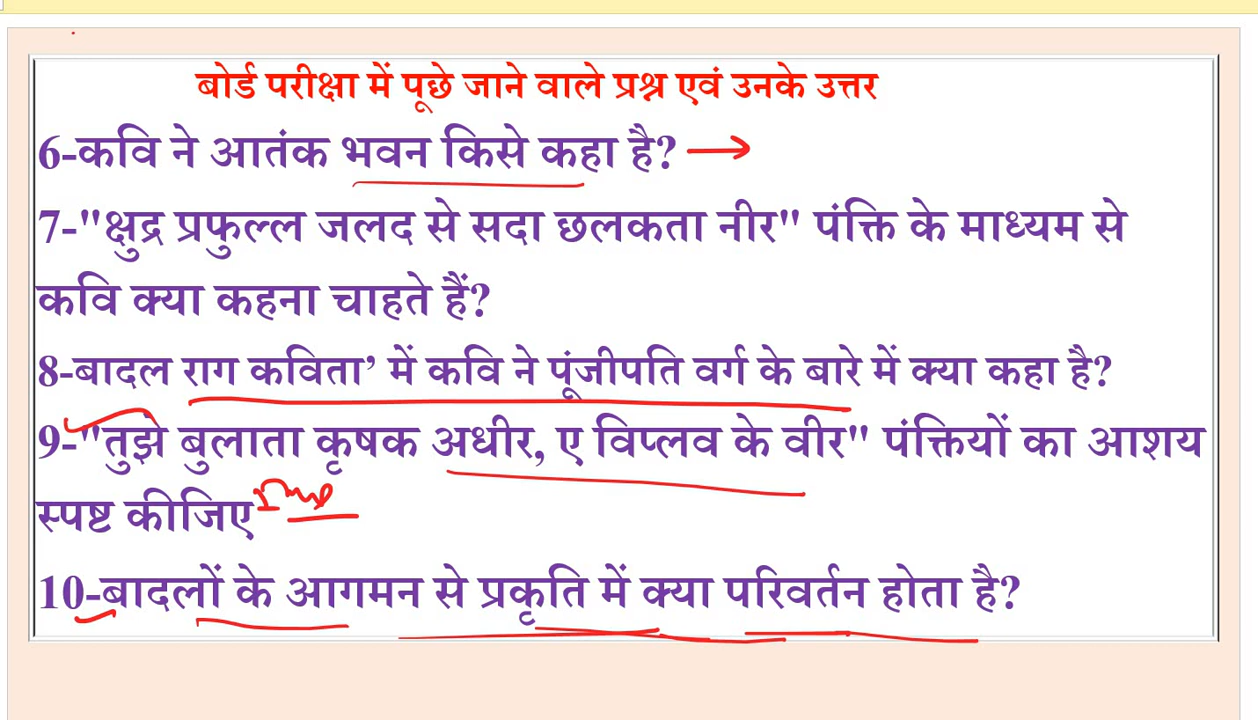 बोर्ड परीक्षा में पूछे जाने वाले प्रश्न एवं उनके उत्तर
6-कवि ने आतंक भवन किसे कहा है?
7-"क्षुद्र प्रफुल्ल जलद से सदा छलकता नीर" पंक्ति के माध्यम से
कवि क्या कहना चाहते हैं?
8-बादल राग कविता’ में कवि ने पूंजीपति वर्ग के बारे में क्या कहा है?
9-"तुझे बुलाता कृषक अधीर, ए विप्लव के वीर" पंक्तियों का आशय
स्पष्ट कीजिए Imp
10-बादलों के आगमन से प्रकृति में क्या परिवर्तन होता है?